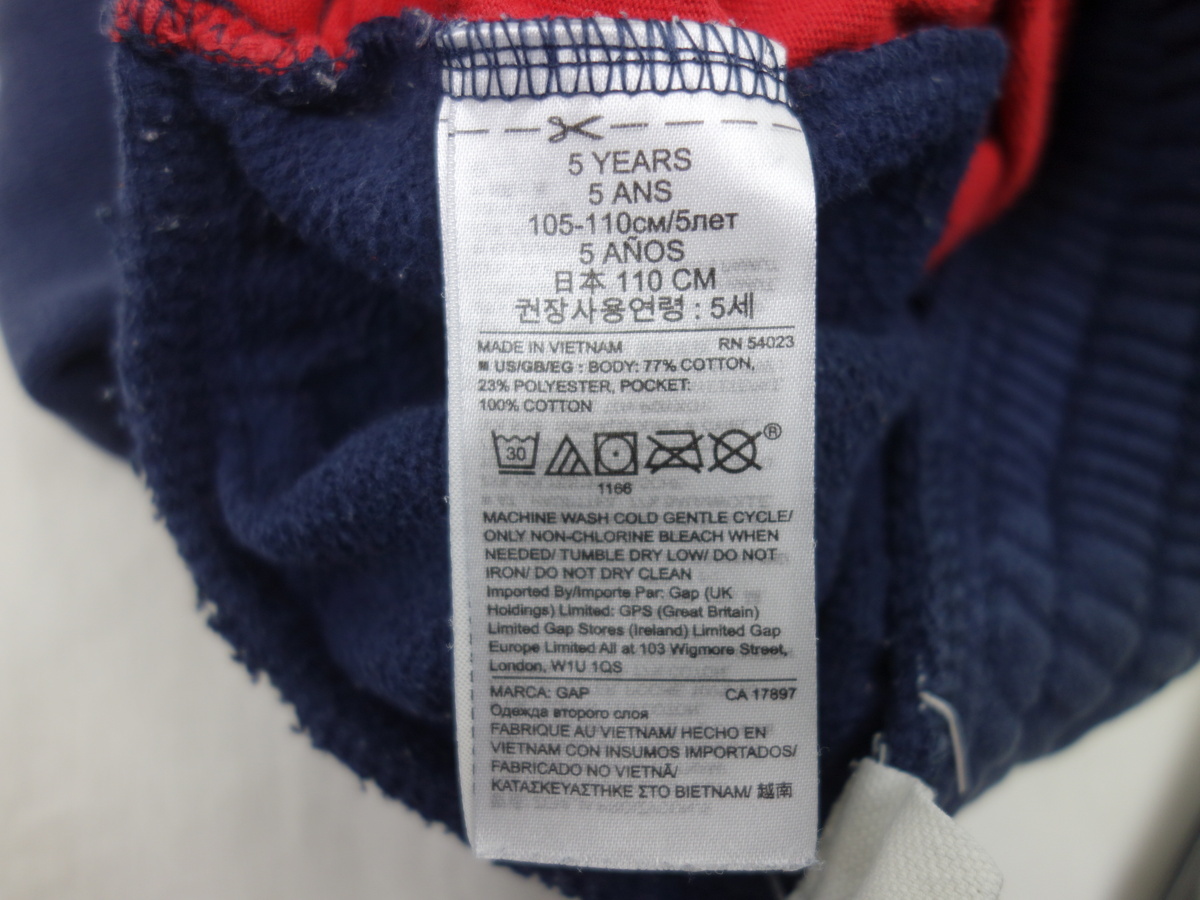 5 YEARS
5 ANS
105-110см/5лет
5 AÑOS
日本 110 CM
권장사용연령 : 5세
MADE IN VIETNAM RN 54023
■ US/GB/EG : BODY: 77% COTTON,
23% POLYESTER, POCKET:
100% COTTON
30 ®
1166
MACHINE WASH COLD GENTLE CYCLE/
ONLY NON-CHLORINE BLEACH WHEN
NEEDED/ TUMBLE DRY LOW/ DO NOT
IRON/ DO NOT DRY CLEAN
Imported By/Importe Par: Gap (UK
Holdings) Limited: GPS (Great Britain)
Limited Gap Stores (Ireland) Limited Gap
Europe Limited All at 103 Wigmore Street,
London, W1U 1QS
MARCA: GAP CA 17897
Одежда второго слоя
FABRIQUE AU VIETNAM/ HECHO EN
VIETNAM CON INSUMOS IMPORTADOS/
FABRICADO NO VIETNÃ/
ΚΑΤΑΣΚΕΥΑΣΤΗΚΕ ΣΤΟ ΒΙΕΤΝΑΜ/ 越南